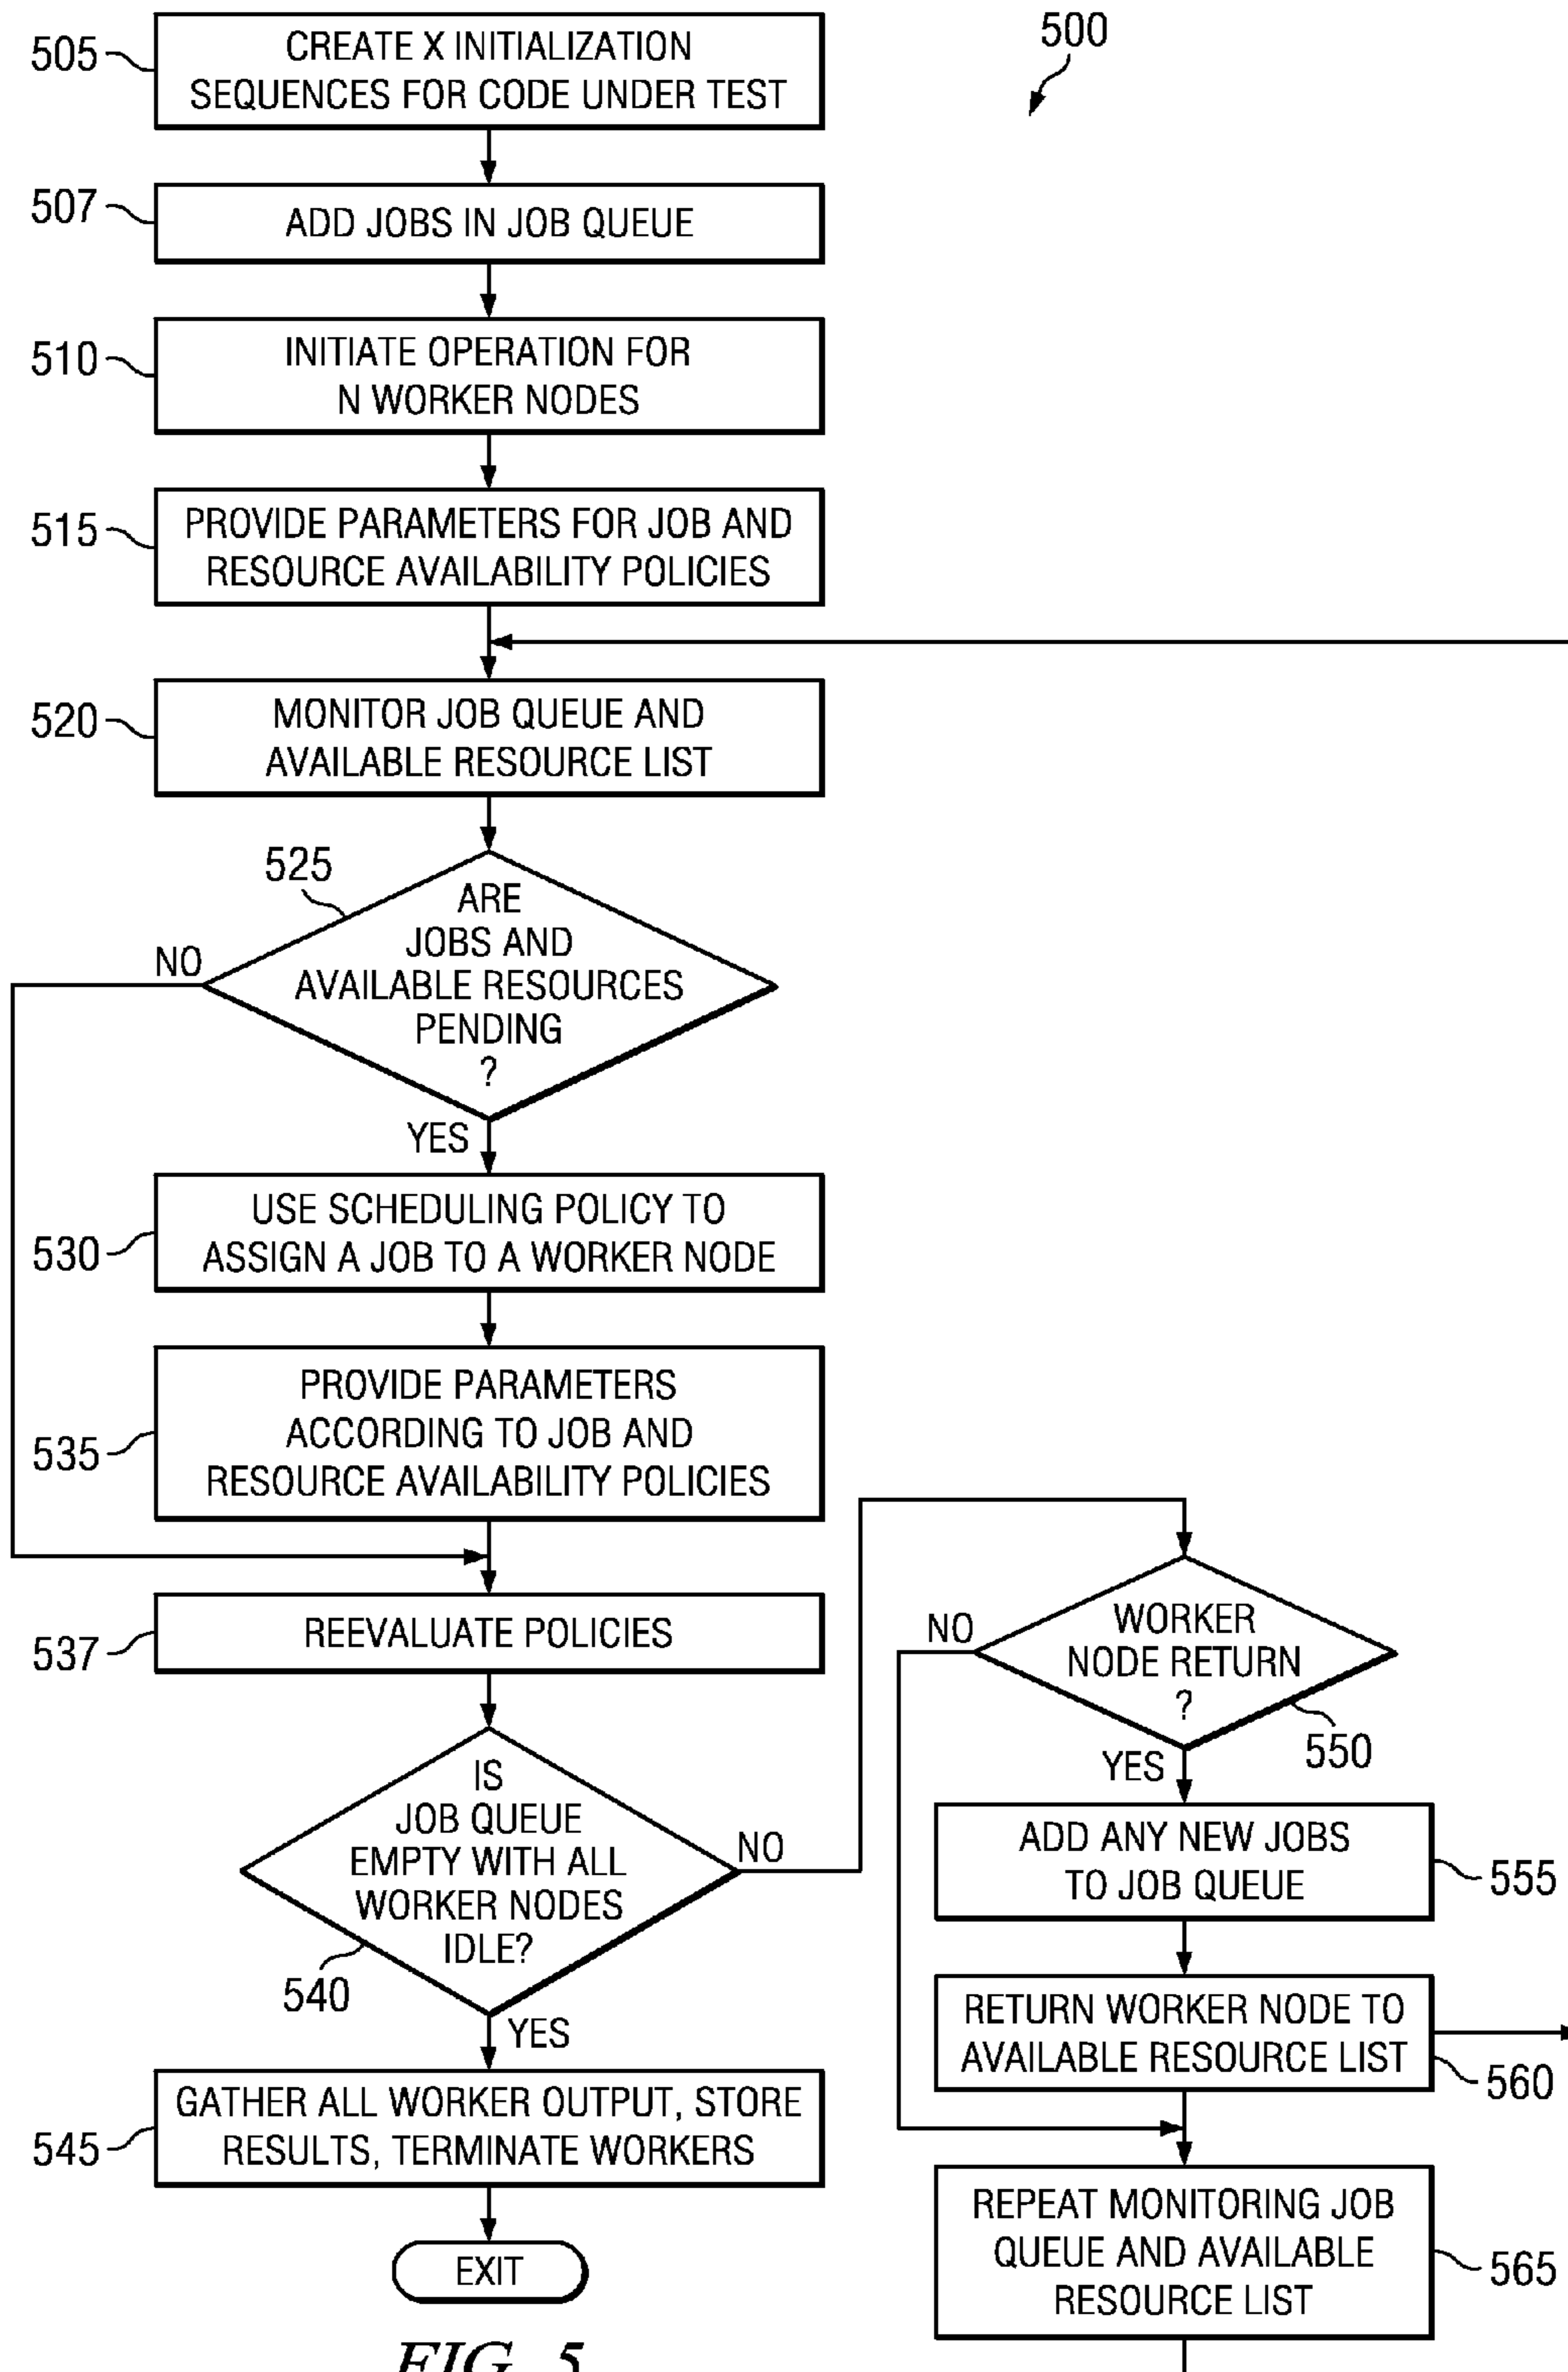 500
505
CREATE X INITIALIZATION
SEQUENCES FOR CODE UNDER TEST
507
ADD JOBS IN JOB QUEUE
510
INITIATE OPERATION FOR
N WORKER NODES
515
PROVIDE PARAMETERS FOR JOB AND
RESOURCE AVAILABILITY POLICIES
520
MONITOR JOB QUEUE AND
AVAILABLE RESOURCE LIST
525
ARE
JOBS AND
AVAILABLE RESOURCES
PENDING
?
NO
YES
530
USE SCHEDULING POLICY TO
ASSIGN A JOB TO A WORKER NODE
535
PROVIDE PARAMETERS
ACCORDING TO JOB AND
RESOURCE AVAILABILITY POLICIES
537
REEVALUATE POLICIES
540
IS
JOB QUEUE
EMPTY WITH ALL
WORKER NODES
IDLE?
NO
YES
545
GATHER ALL WORKER OUTPUT, STORE
RESULTS, TERMINATE WORKERS
EXIT
WORKER
NODE RETURN
?
550
NO
YES
ADD ANY NEW JOBS
TO JOB QUEUE
555
RETURN WORKER NODE TO
AVAILABLE RESOURCE LIST
560
REPEAT MONITORING JOB
QUEUE AND AVAILABLE
RESOURCE LIST
565
FIG. 5